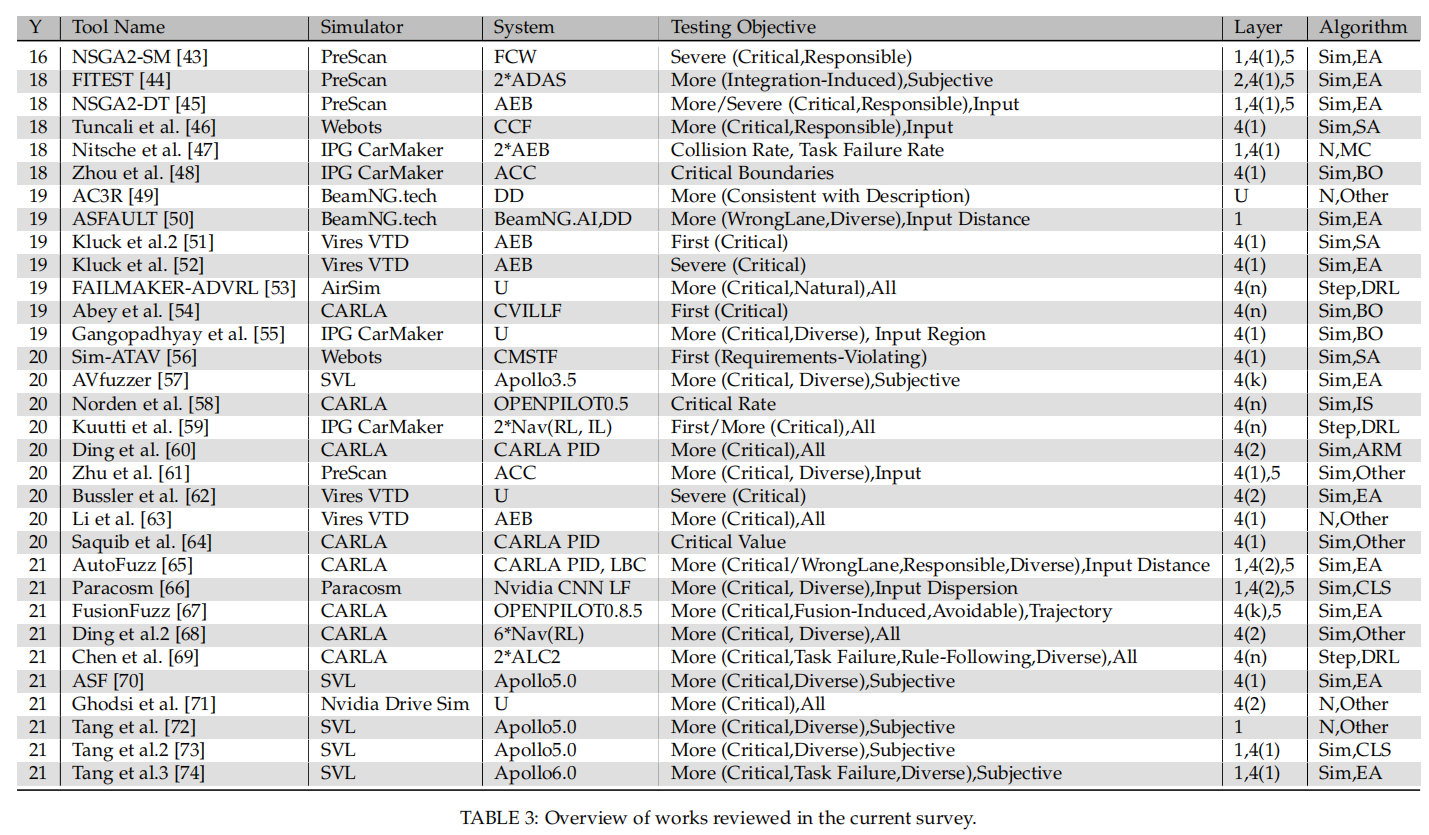 Y Tool Name Simulator System Testing Objective Layer Algorithm
16 NSGA2-SM [43] PreScan FCW Severe (Critical,Responsible) 1,4(1),5 Sim,EA
18 FITEST [44] PreScan 2*ADAS More (Integration-Induced),Subjective 2,4(1),5 Sim,EA
18 NSGA2-DT [45] PreScan AEB More/Severe (Critical,Responsible),Input 1,4(1),5 Sim,EA
18 Tuncali et al. [46] Webots CCF More (Critical,Responsible),Input 4(1) Sim,SA
18 Nitsche et al. [47] IPG CarMaker 2*AEB Collision Rate, Task Failure Rate 1,4(1) N,MC
18 Zhou et al. [48] IPG CarMaker ACC Critical Boundaries 4(1) Sim,BO
19 AC3R [49] BeamNG.tech DD More (Consistent with Description) U N,Other
19 ASFAULT [50] BeamNG.tech BeamNG.AI,DD More (WrongLane,Diverse),Input Distance 1 Sim,EA
19 Kluck et al.2 [51] Vires VTD AEB First (Critical) 4(1) Sim,SA
19 Kluck et al. [52] Vires VTD AEB Severe (Critical) 4(1) Sim,EA
19 FAILMAKER-ADVRL [53] AirSim U More (Critical,Natural),All 4(n) Step,DRL
19 Abey et al. [54] CARLA CVILLF First (Critical) 4(n) Sim,BO
19 Gangopadhyay et al. [55] IPG CarMaker U More (Critical,Diverse), Input Region 4(1) Sim,BO
20 Sim-ATAV [56] Webots CMSTF First (Requirements-Violating) 4(1) Sim,SA
20 AVfuzzer [57] SVL Apollo3.5 More (Critical, Diverse),Subjective 4(k) Sim,EA
20 Norden et al. [58] CARLA OPENPILOT0.5 Critical Rate 4(n) Sim,IS
20 Kuutti et al. [59] IPG CarMaker 2*Nav(RL, IL) First/More (Critical),All 4(n) Step,DRL
20 Ding et al. [60] CARLA CARLA PID More (Critical),All 4(2) Sim,ARM
20 Zhu et al. [61] PreScan ACC More (Critical, Diverse),Input 4(1),5 Sim,Other
20 Bussler et al. [62] Vires VTD U Severe (Critical) 4(2) Sim,EA
20 Li et al. [63] Vires VTD AEB More (Critical),All 4(1) N,Other
20 Saquib et al. [64] CARLA CARLA PID Critical Value 4(1) Sim,Other
21 AutoFuzz [65] CARLA CARLA PID, LBC More (Critical/WrongLane,Responsible,Diverse),Input Distance 1,4(2),5 Sim,EA
21 Paracosm [66] Paracosm Nvidia CNN LF More (Critical, Diverse),Input Dispersion 1,4(2),5 Sim,CLS
21 FusionFuzz [67] CARLA OPENPILOT0.8.5 More (Critical,Fusion-Induced,Avoidable),Trajectory 4(k),5 Sim,EA
21 Ding et al.2 [68] CARLA 6*Nav(RL) More (Critical, Diverse),All 4(2) Sim,Other
21 Chen et al. [69] CARLA 2*ALC2 More (Critical,Task Failure,Rule-Following,Diverse),All 4(n) Step,DRL
21 ASF [70] SVL Apollo5.0 More (Critical,Diverse),Subjective 4(1) Sim,EA
21 Ghodsi et al. [71] Nvidia Drive Sim U More (Critical),All 4(2) N,Other
21 Tang et al. [72] SVL Apollo5.0 More (Critical,Diverse),Subjective 1 N,Other
21 Tang et al.2 [73] SVL Apollo5.0 More (Critical,Diverse),Subjective 1,4(1) Sim,CLS
21 Tang et al.3 [74] SVL Apollo6.0 More (Critical,Task Failure,Diverse),Subjective 1,4(1) Sim,EA
TABLE 3: Overview of works reviewed in the current survey.